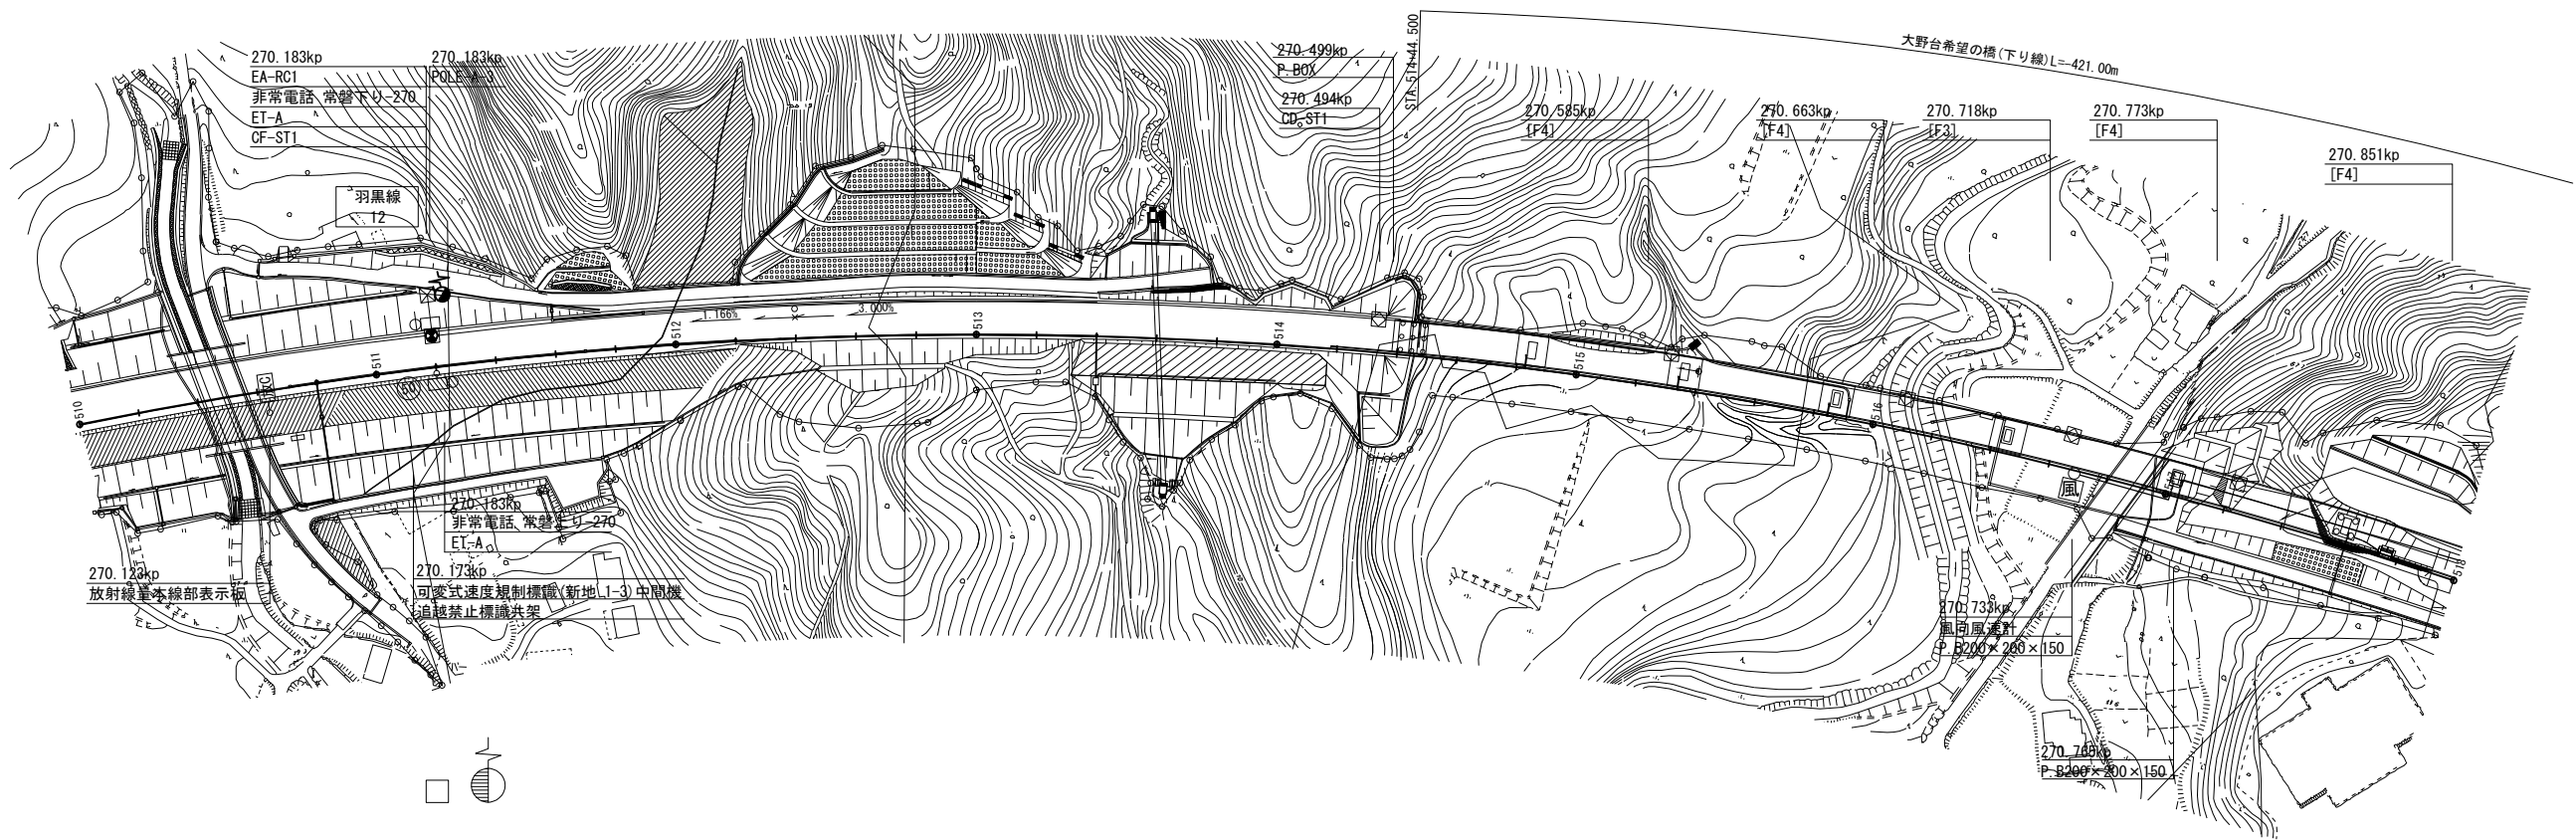 270.183kp
EA-RC1
非常電話 常磐下り-270
ET-A
CF-ST1
270.183kp
POLE-A-3
270.499kp
P.BOX
270.494kp
CD-ST1
STA.514+44.500
大野台希望の橋(下り線)L=421.00m
270.585kp
[F4]
270.663kp
[F4]
270.718kp
[F3]
270.773kp
[F4]
270.851kp
[F4]
羽黒線
12
1.166%
3.000%
510
511
512
513
514
515
516
518
50
風
270.183kp
非常電話 常磐上り-270
ET-A
270.123kp
放射線量本線部表示板
270.173kp
可変式速度規制標識(新地 1-3)中間機
追越禁止標識共架
270.733kp
風向風速計
P.B200×200×150
270.765kp
P.B200×200×150